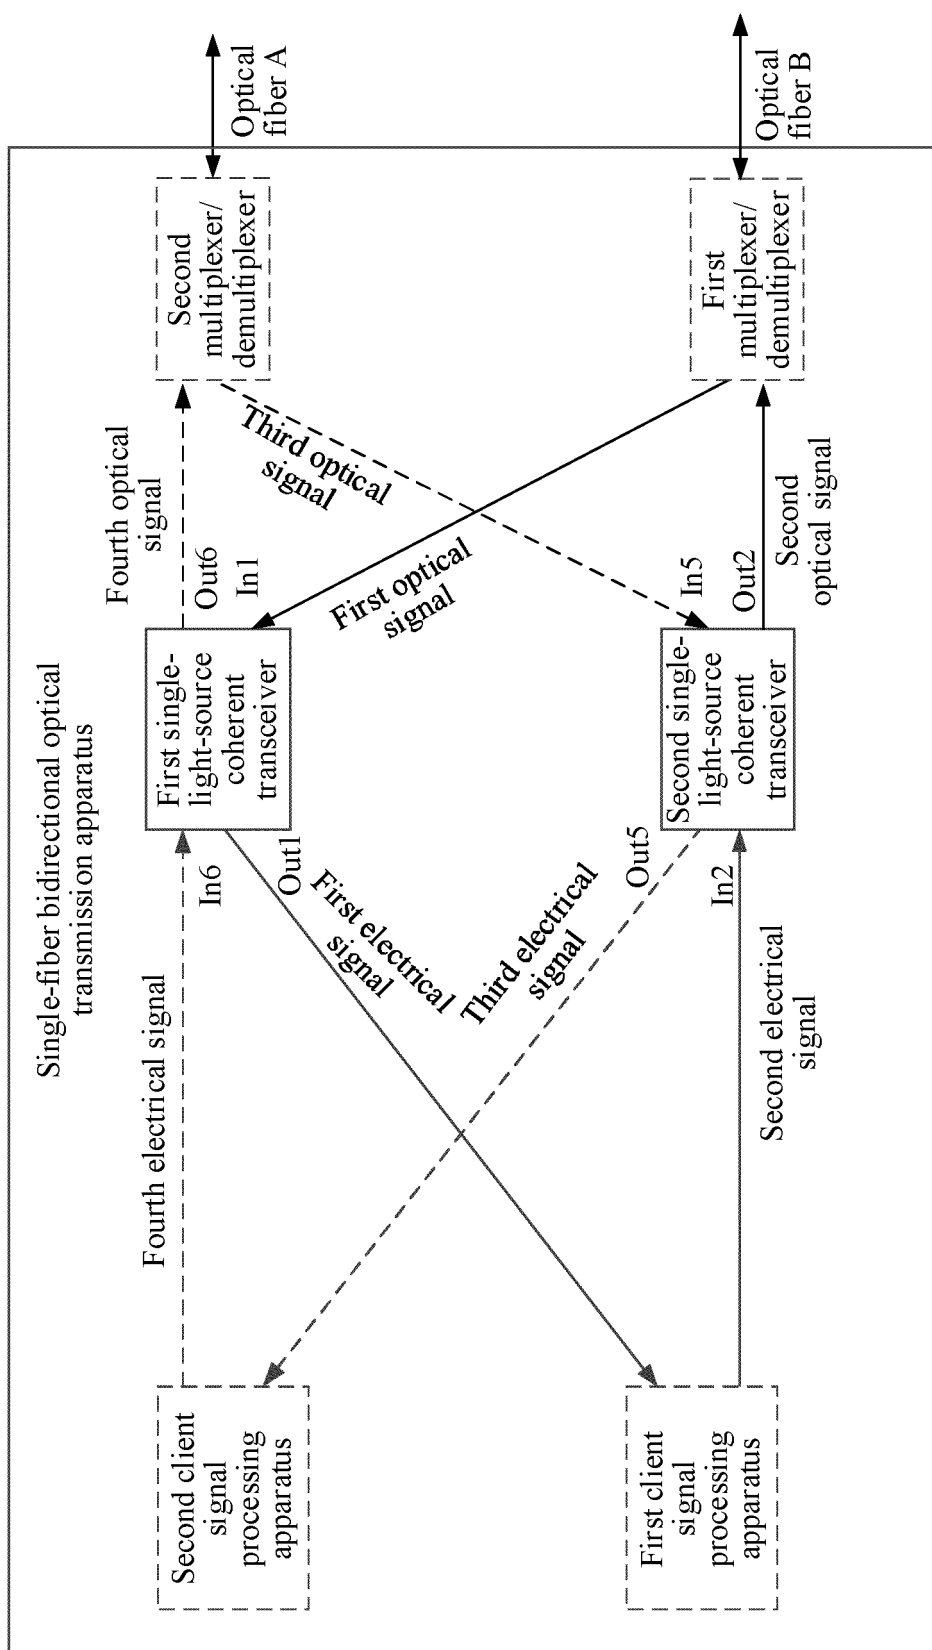 Single-fiber bidirectional optical
transmission apparatus
Second client
signal
processing
apparatus
Fourth electrical signal
In6
Out1
First electrical
signal
First single-
light-source
coherent
transceiver
Fourth optical
signal
Out6
In1
Third optical
signal
Second
multiplexer/
demultiplexer
Optical
fiber A
First client
signal
processing
apparatus
Second electrical
signal
Third electrical
signal
Out5
In2
Second single-
light-source
coherent
transceiver
First optical
signal
In5
Out2
Second
optical signal
First
multiplexer/
demultiplexer
Optical
fiber B